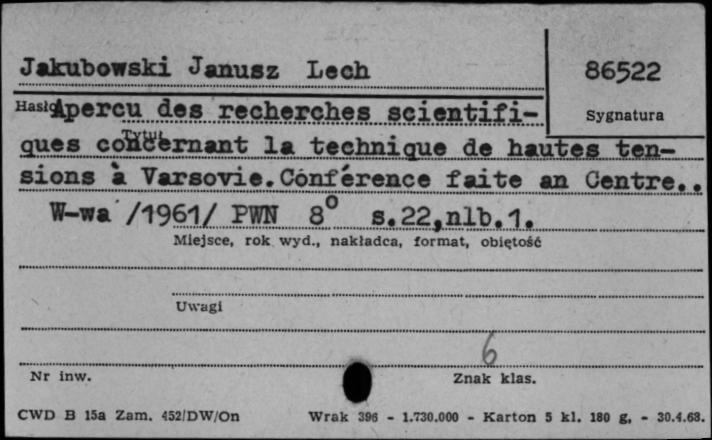 Jakubowski Janusz Lech
86522
Hasło
Apercu des recherches scientifi-
Sygnatura
Tytuł
ques concernant la technique de hautes ten-
sions à Varsovie.Conférence faite an Centre..
W-wa /1961/ PWN 8° s.22,nlb.1.
Miejsce, rok wyd., nakładca, format, obiętość
Uwagi
6
Nr inw.
Znak klas.
CWD B 15a Zam. 452/DW/On Wrak 396 - 1.730.000 - Karton 5 kl. 180 g. - 30.4.63.